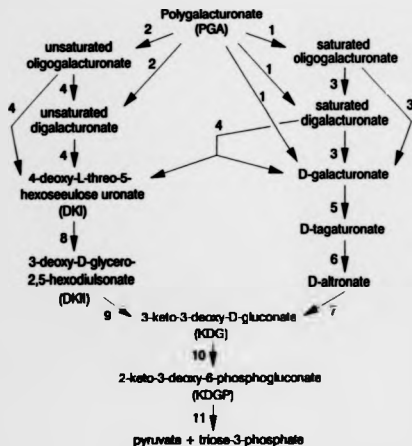 Polygalacturonate
(PGA)
2
1
unsaturated
oligogalacturonate
saturated
oligogalacturonate
2
1
1
4
4
3
3
unsaturated
digalacturonate
saturated
digalacturonate
4
4
3
4-deoxy-L-threo-5-
hexoseeulose uronate
(DKI)
D-galacturonate
5
8
D-tagaturonate
3-deoxy-D-glycero-
2,5-hexodiulsonate
(DKII)
6
D-altronate
9
7
3-keto-3-deoxy-D-gluconate
(KDG)
10
2-keto-3-deoxy-6-phosphogluconate
(KDGP)
11
pyruvata + triose-3-phosphate